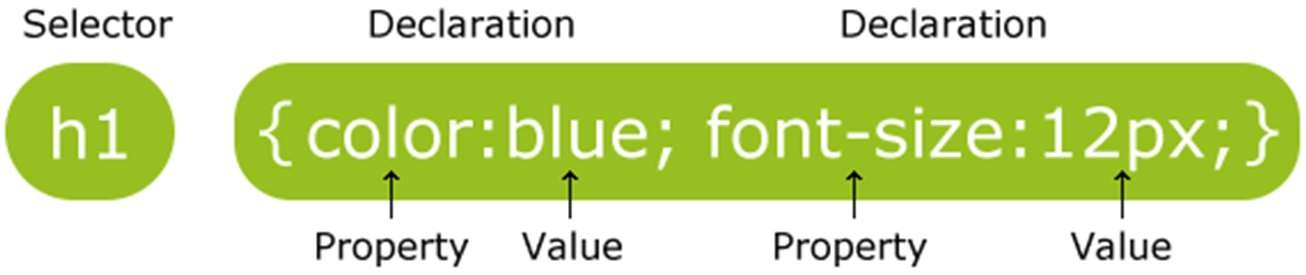 Selector Declaration Declaration
h1 {color:blue; font-size:12px;}
Property Value Property Value